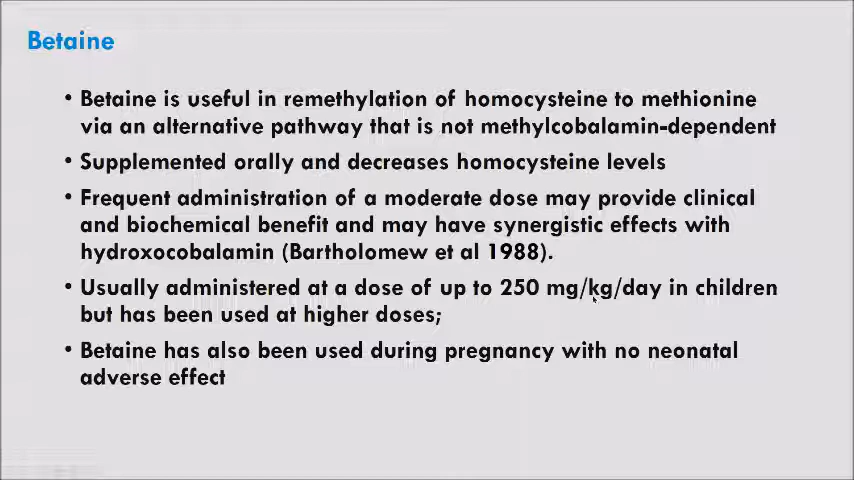 Betaine
• Betaine is useful in remethylation of homocysteine to methionine
via an alternative pathway that is not methylcobalamin-dependent
• Supplemented orally and decreases homocysteine levels
• Frequent administration of a moderate dose may provide clinical
and biochemical benefit and may have synergistic effects with
hydroxocobalamin (Bartholomew et al 1988).
• Usually administered at a dose of up to 250 mg/kg/day in children
but has been used at higher doses;
• Betaine has also been used during pregnancy with no neonatal
adverse effect